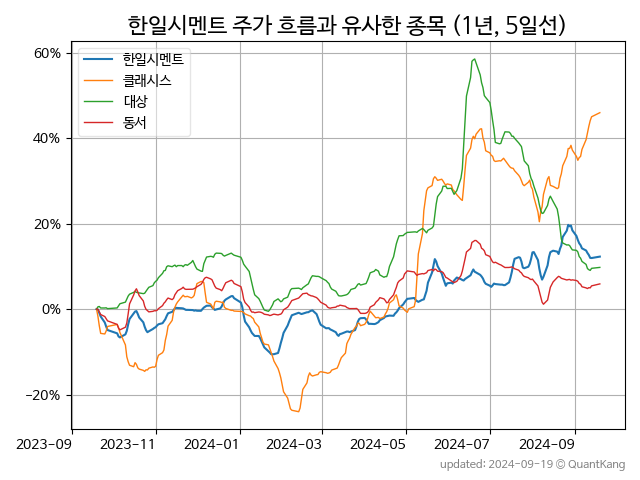 한일시멘트 주가 흐름과 유사한 종목 (1년, 5일선)
한일시멘트
클래시스
대상
동서
60%
40%
20%
0%
−20%
2023-09 2023-11 2024-01 2024-03 2024-05 2024-07 2024-09
updated: 2024-09-19 © QuantKang